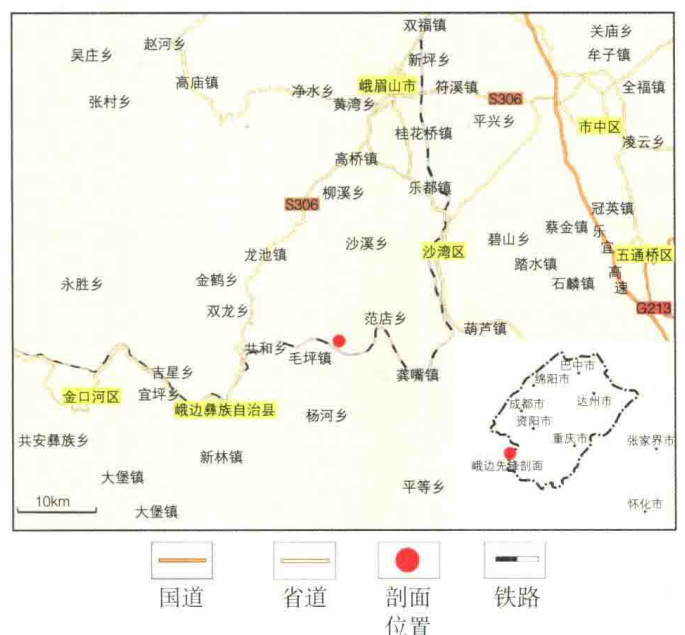 双福镇
关庙乡
赵河乡
吴庄乡
新坪乡
牟子镇
高庙镇
峨眉山市
符溪镇
全福镇
净水乡
S306
张村乡
黄湾乡
平兴乡
市中区
桂花桥镇
凌云乡
高桥镇
柳溪乡
乐都镇
S306
冠英镇
蔡金镇
乐宜高速
沙溪乡
碧山乡
沙湾区
五通桥区
龙池镇
踏水镇
永胜乡
金鹤乡
石麟镇
双龙乡
G213
范店乡
葫芦镇
共和乡
毛坪镇
吉星乡
龚嘴镇
金口河区
宜坪乡
峨边彝族自治县
杨河乡
共安彝族乡
新林镇
大堡镇
平等乡
大堡镇
10km
巴中市
绵阳市
达州市
成都市
资阳市
重庆市
张家界市
峨边先锋剖面
怀化市
国道
省道
剖面
位置
铁路